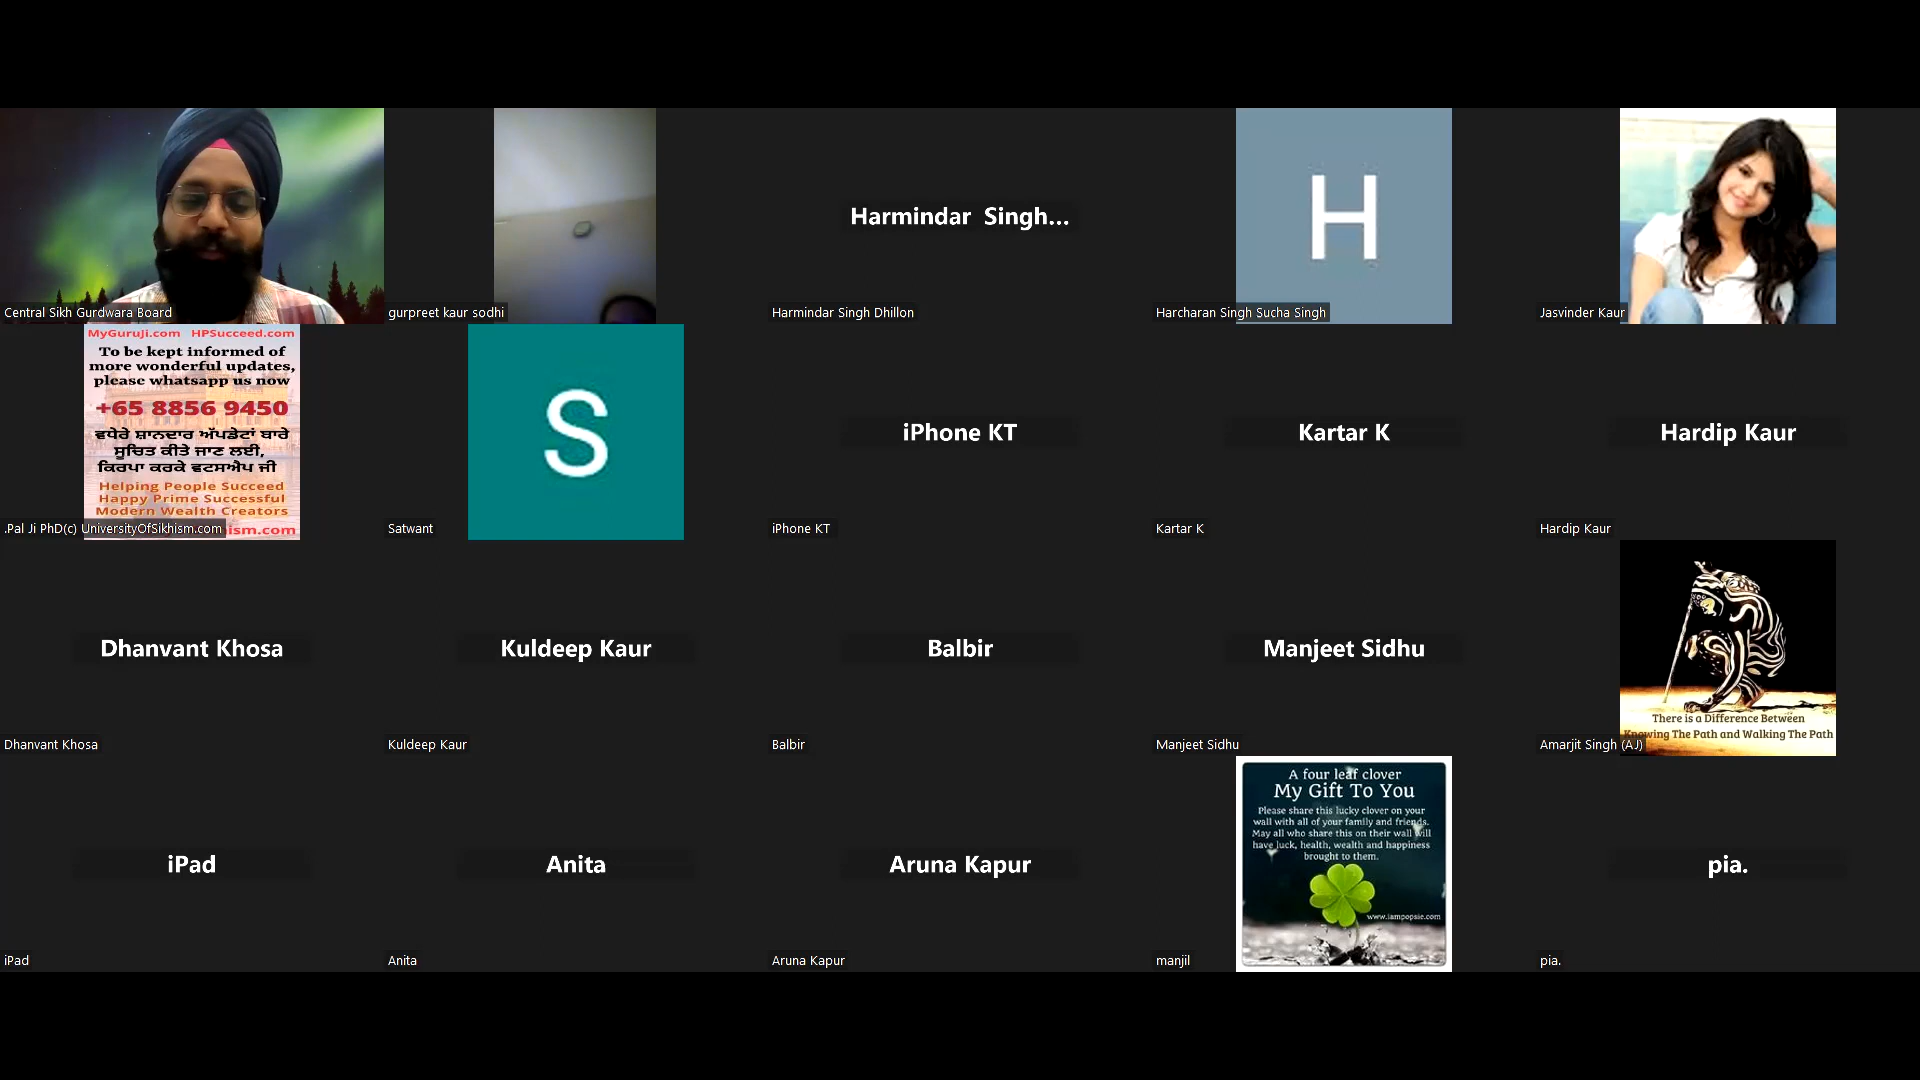 Central Sikh Gurdwara Board
gurpreet kaur sodhi
Harmindar Singh...
Harmindar Singh Dhillon
H
Harcharan Singh Sucha Singh
Jasvinder Kaur
MyGuruJi.com HPSucceed.com
To be kept informed of
more wonderful updates,
please whatsapp us now
+65 8856 9450
ਵਧੇਰੇ ਸ਼ਾਨਦਾਰ ਅੱਪਡੇਟਾਂ ਬਾਰੇ
ਸੂਚਿਤ ਕੀਤੇ ਜਾਣ ਲਈ,
ਕਿਰਪਾ ਕਰਕੇ ਵਟਸਐਪ ਜੀ
Helping People Succeed
Happy Prime Successful
Modern Wealth Creators
ism.com
.Pal Ji PhD(c) UniversityOfSikhism.com
S
Satwant
iPhone KT
iPhone KT
Kartar K
Kartar K
Hardip Kaur
Hardip Kaur
Dhanvant Khosa
Dhanvant Khosa
Kuldeep Kaur
Kuldeep Kaur
Balbir
Balbir
Manjeet Sidhu
Manjeet Sidhu
There is a Difference Between
Knowing The Path and Walking The Path
Amarjit Singh (AJ)
iPad
iPad
Anita
Anita
Aruna Kapur
Aruna Kapur
A four leaf clover
My Gift To You
Please share this lucky clover on your
wall with all of your family and friends.
May all who share this on their wall will
have luck, health, wealth and happiness
brought to them.
www.iampopsie.com
manjil
pia.
pia.